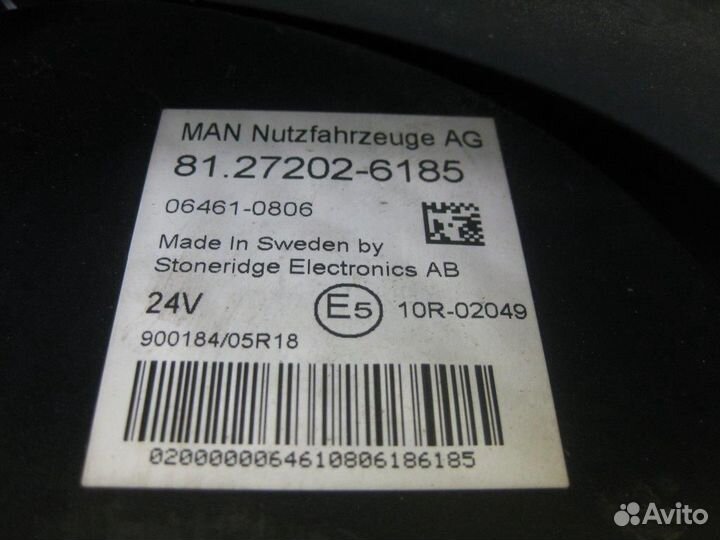 MAN Nutzfahrzeuge AG
81.27202-6185
06461-0806
Made In Sweden by
Stoneridge Electronics AB
24V
E5
10R-02049
900184/05R18
0200000064610806186185
Avito